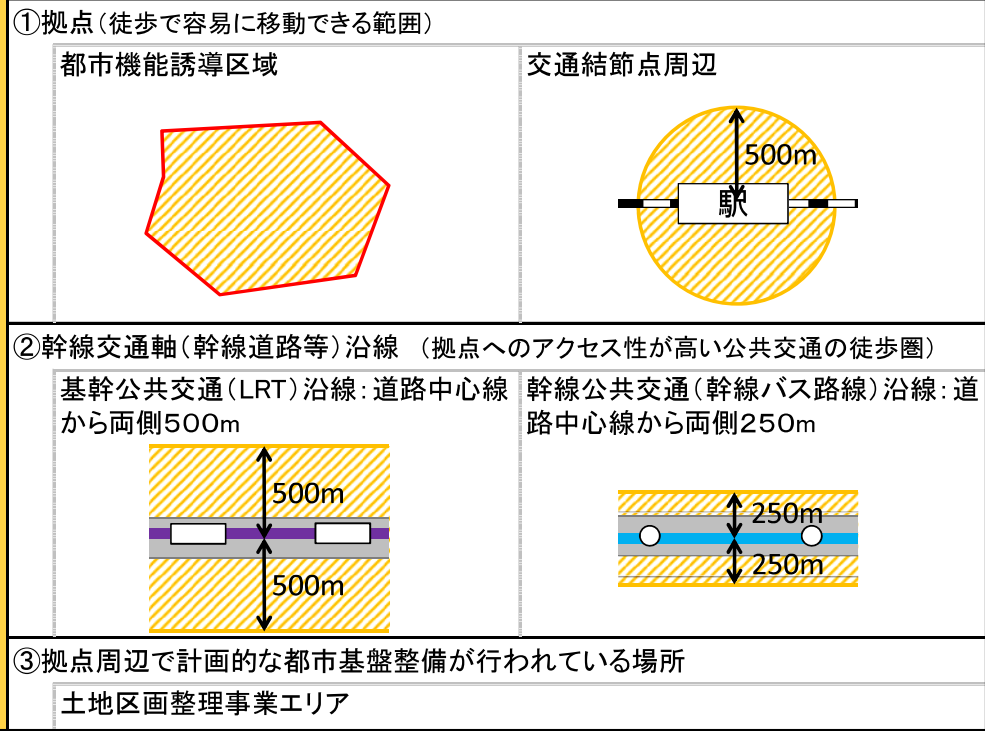 ①拠点（徒歩で容易に移動できる範囲）
都市機能誘導区域
交通結節点周辺
500m
駅
②幹線交通軸（幹線道路等）沿線　（拠点へのアクセス性が高い公共交通の徒歩圏）
基幹公共交通（LRT）沿線：道路中心線
から両側５００m
幹線公共交通（幹線バス路線）沿線：道
路中心線から両側２５０m
500m
500m
250m
250m
③拠点周辺で計画的な都市基盤整備が行われている場所
土地区画整理事業エリア